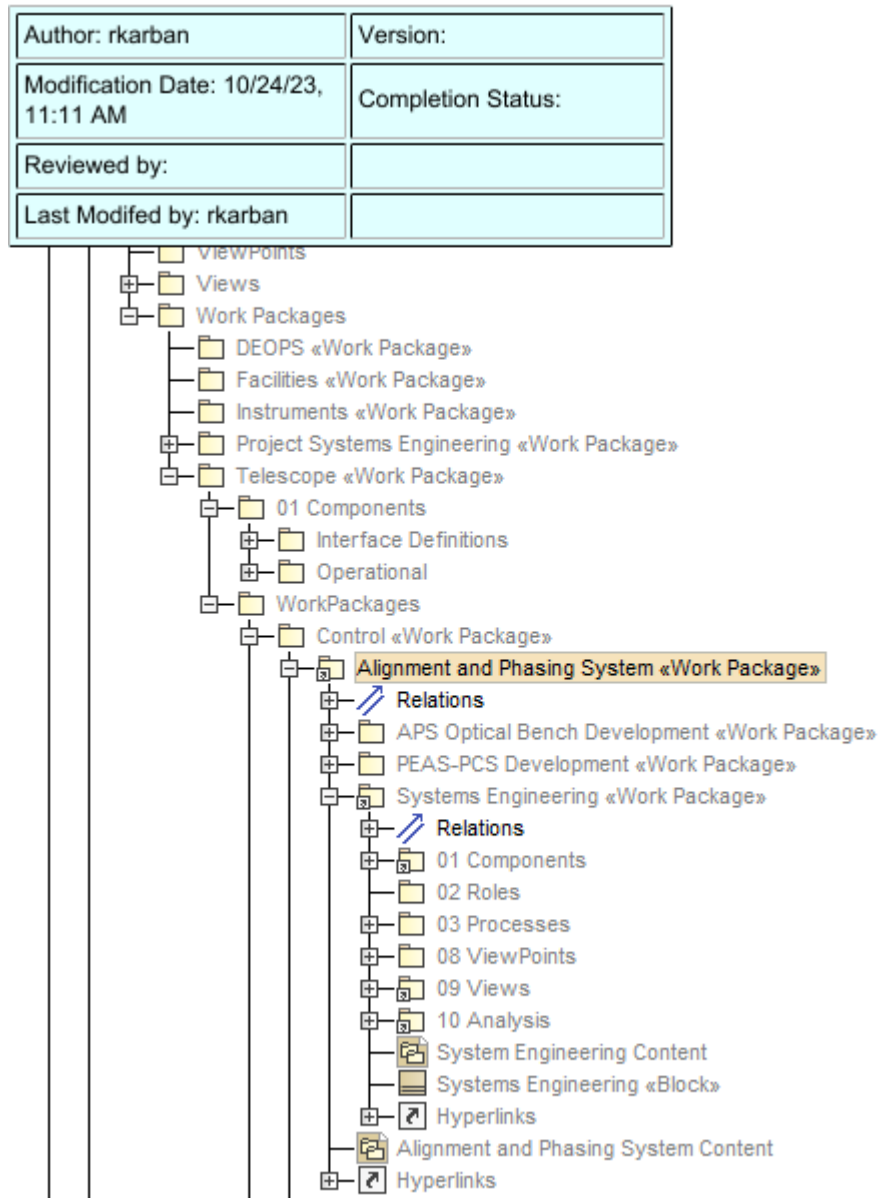 Author: rkarban
Version:
Modification Date: 10/24/23,
11:11 AM
Completion Status:
Reviewed by:
Last Modifed by: rkarban
ViewPoints
Views
Work Packages
DEOPS «Work Package»
Facilities «Work Package»
Instruments «Work Package»
Project Systems Engineering «Work Package»
Telescope «Work Package»
01 Components
Interface Definitions
Operational
WorkPackages
Control «Work Package»
Alignment and Phasing System «Work Package»
Relations
APS Optical Bench Development «Work Package»
PEAS-PCS Development «Work Package»
Systems Engineering «Work Package»
Relations
01 Components
02 Roles
03 Processes
08 ViewPoints
09 Views
10 Analysis
System Engineering Content
Systems Engineering «Block»
Hyperlinks
Alignment and Phasing System Content
Hyperlinks